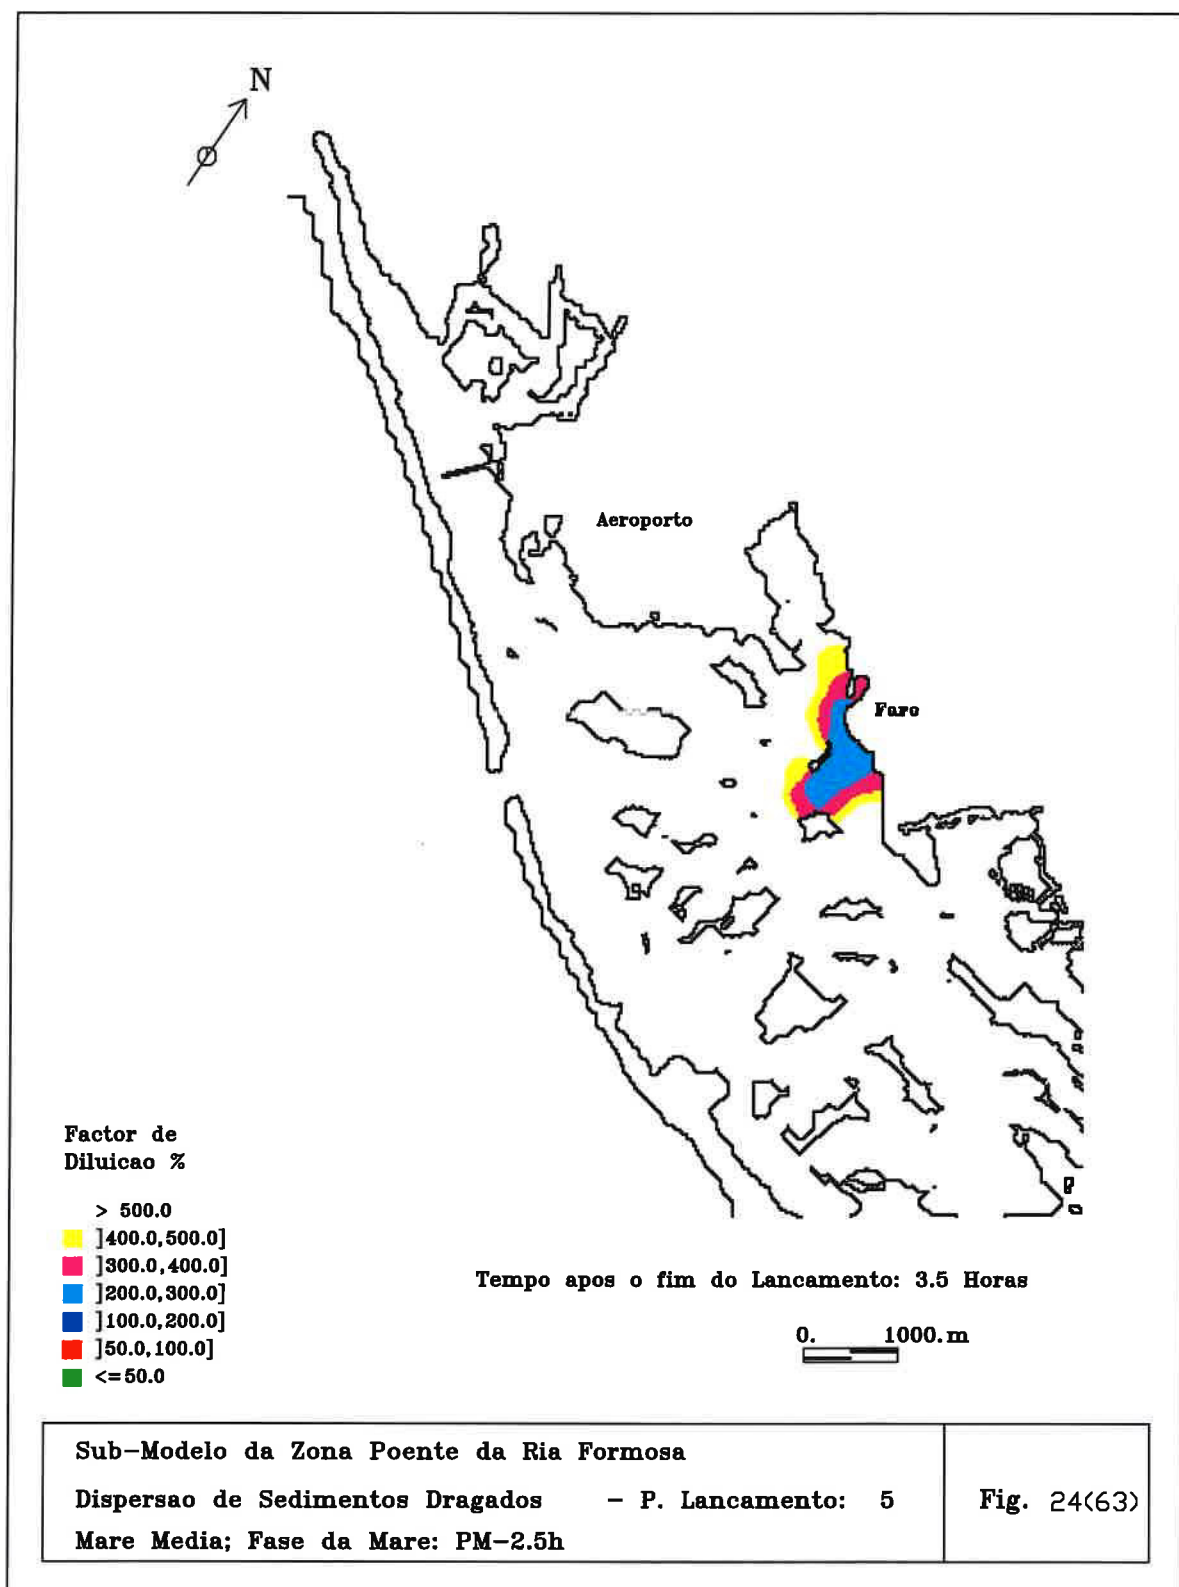 N
Aeroporto
Faro
Factor de
Diluicao %
> 500.0
]400.0,500.0]
]300.0,400.0]
]200.0,300.0]
]100.0,200.0]
]50.0,100.0]
<=50.0
Tempo apos o fim do Lancamento: 3.5 Horas
0. 1000.m
Sub-Modelo da Zona Poente da Ria Formosa
Dispersao de Sedimentos Dragados - P. Lancamento: 5
Mare Media; Fase da Mare: PM-2.5h
Fig. 24(63)